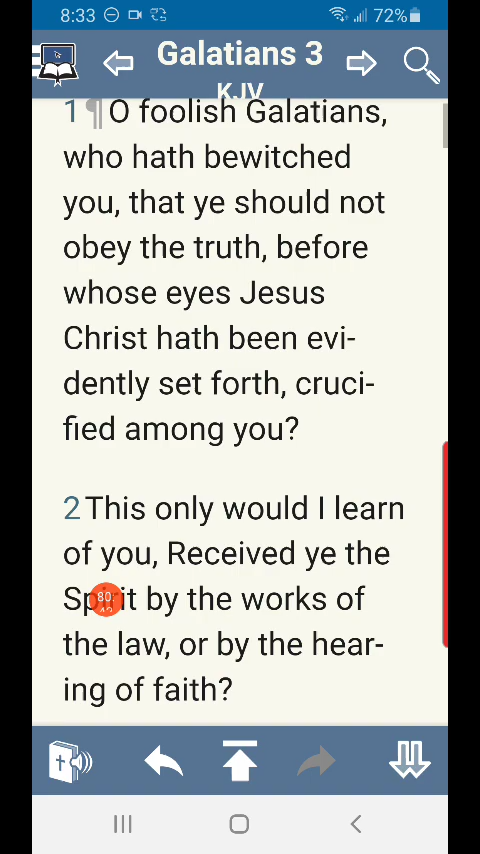 8:33 72%
Galatians 3
KJV
1 ¶ O foolish Galatians,
who hath bewitched
you, that ye should not
obey the truth, before
whose eyes Jesus
Christ hath been evi-
dently set forth, cruci-
fied among you?
2 This only would I learn
of you, Received ye the
Spirit by the works of
the law, or by the hear-
ing of faith?